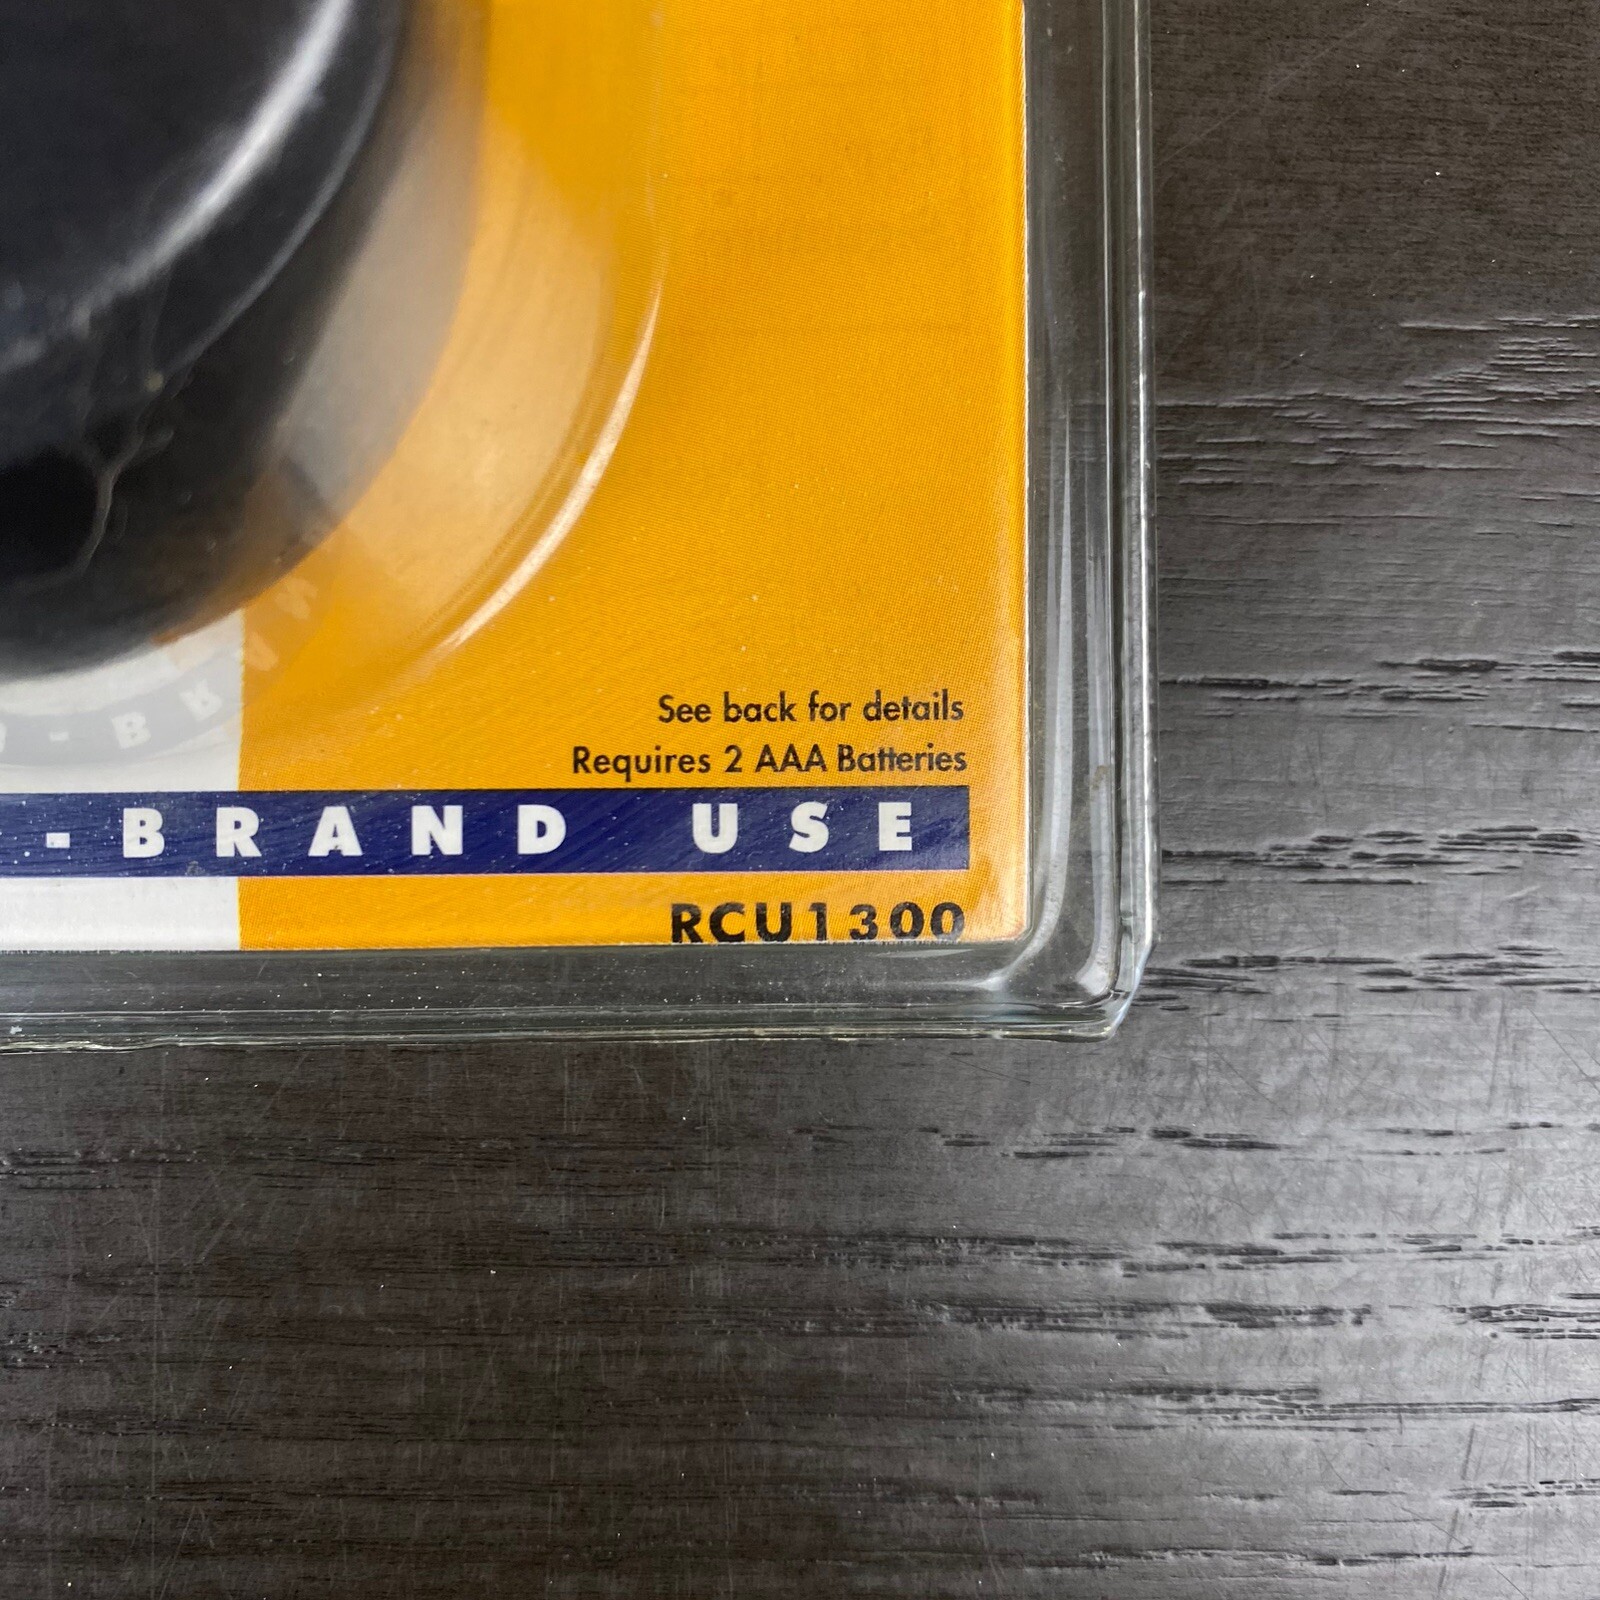 See back for details
Requires 2 AAA Batteries
-BRAND USE
RCU1300